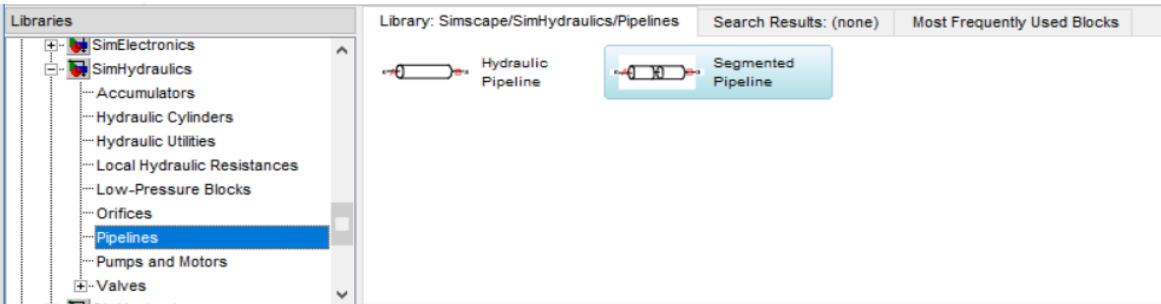 Libraries
SimElectronics
SimHydraulics
Accumulators
Hydraulic Cylinders
Hydraulic Utilities
Local Hydraulic Resistances
Low-Pressure Blocks
Orifices
Pipelines
Pumps and Motors
Valves
Library: Simscape/SimHydraulics/Pipelines
Search Results: (none)
Most Frequently Used Blocks
Hydraulic
Pipeline
Segmented
Pipeline